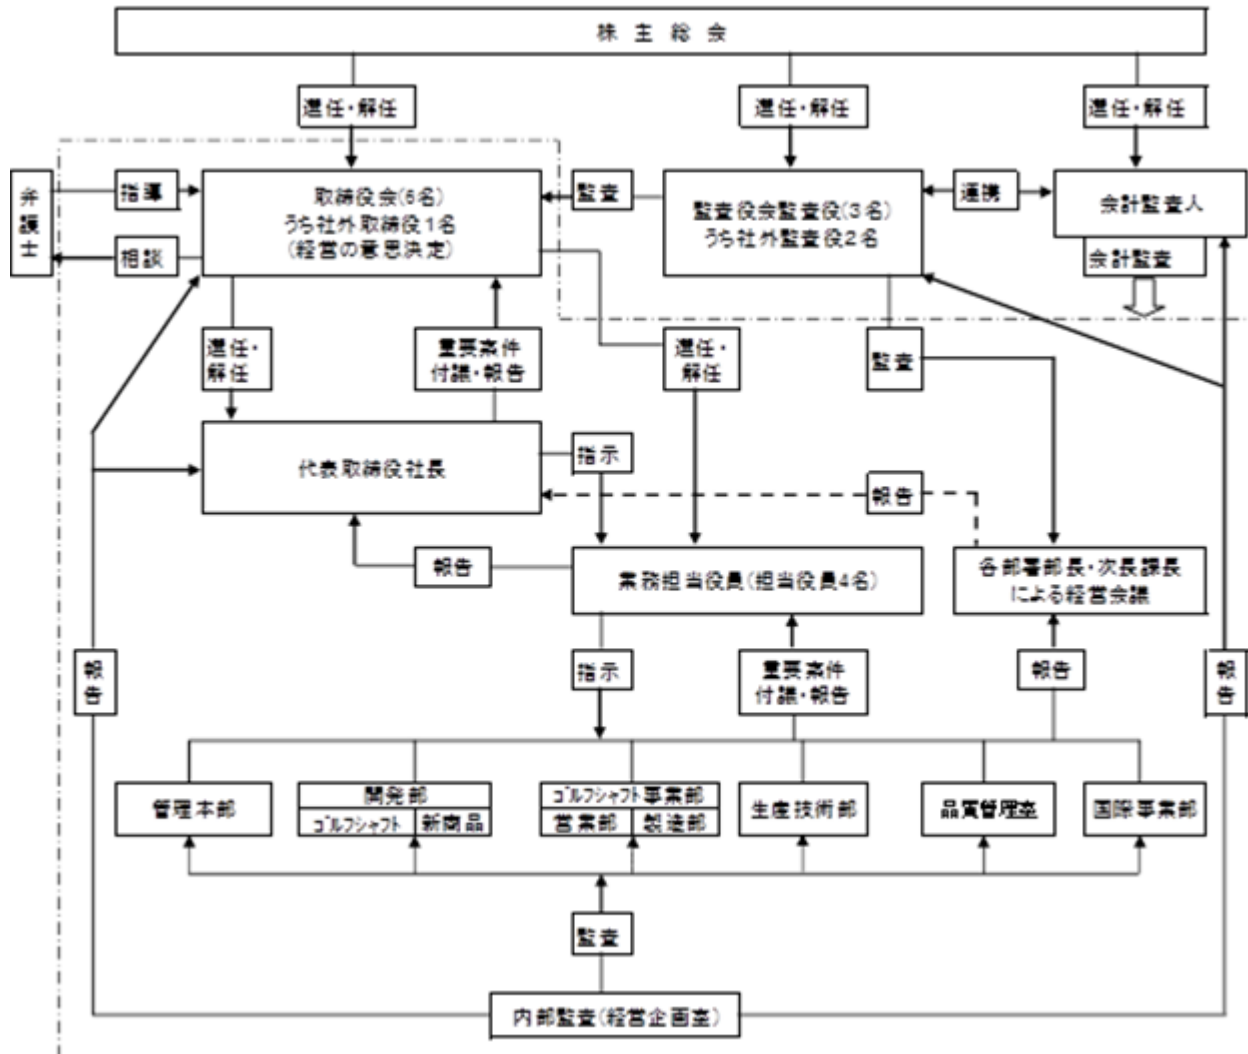 株主総会
選任・解任
選任・解任
選任・解任
弁護士
指導
相談
取締役会(6名)
うち社外取締役1名
(経営の意思決定)
監査
監査役会監査役(3名)
うち社外監査役2名
連携
会計監査人
会計監査
選任・
解任
重要案件
付議・報告
選任・
解任
監査
代表取締役社長
指示
報告
報告
業務担当役員(担当役員4名)
各部署部長・次長課長
による経営会議
報告
指示
重要案件
付議・報告
報告
報告
管理本部
開発部
ゴルフシャフト
新商品
ゴルフシャフト事業部
営業部
製造部
生産技術部
品質管理室
国際事業部
監査
内部監査(経営企画室)